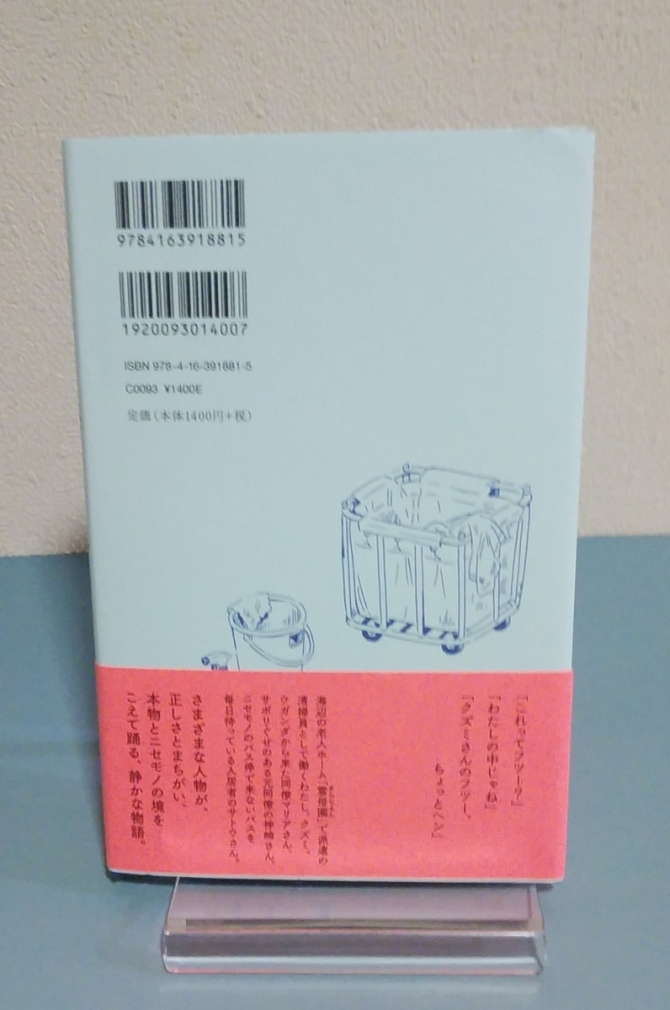 9784163918815
1920093014007
ISBN 978-4-16-391881-5
C0093 ¥1400E
定価（本体1400円＋税）
『これってフツー？』
『わたしの中じゃね』
『クズミさんのフツー、
ちょっとヘン』
海辺の老人ホーム「雲母園」で派遣の
清掃員として働くわたし、クズミ。
ウガンダから来た同僚マリアさん。
サボりぐせのある元同僚の神崎さん。
ニセモノのバス停で来ないバスを
毎日待っている入居者のサトウさん。
さまざまな人物が、
正しさとまちがい、
本物とニセモノの境を
こえて踊る、静かな物語。